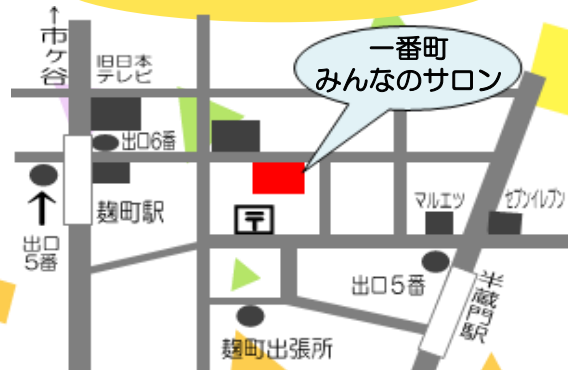 ↑市ヶ谷
旧日本
テレビ
一番町
みんなのサロン
出口6番
麹町駅
〒
マルエツ
セブンイレブン
出口
5番
出口5番
半蔵門駅
麹町出張所